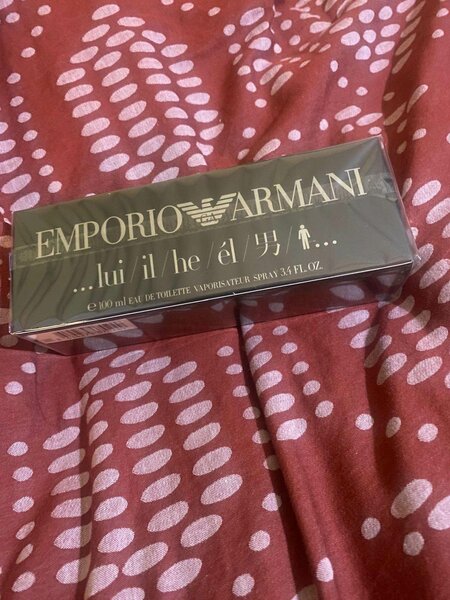 EMPORIO ARMANI
...lui/il/he/él/男/...
℮ 100 ml EAU DE TOILETTE VAPORISATEUR SPRAY 3.4 FL. OZ.